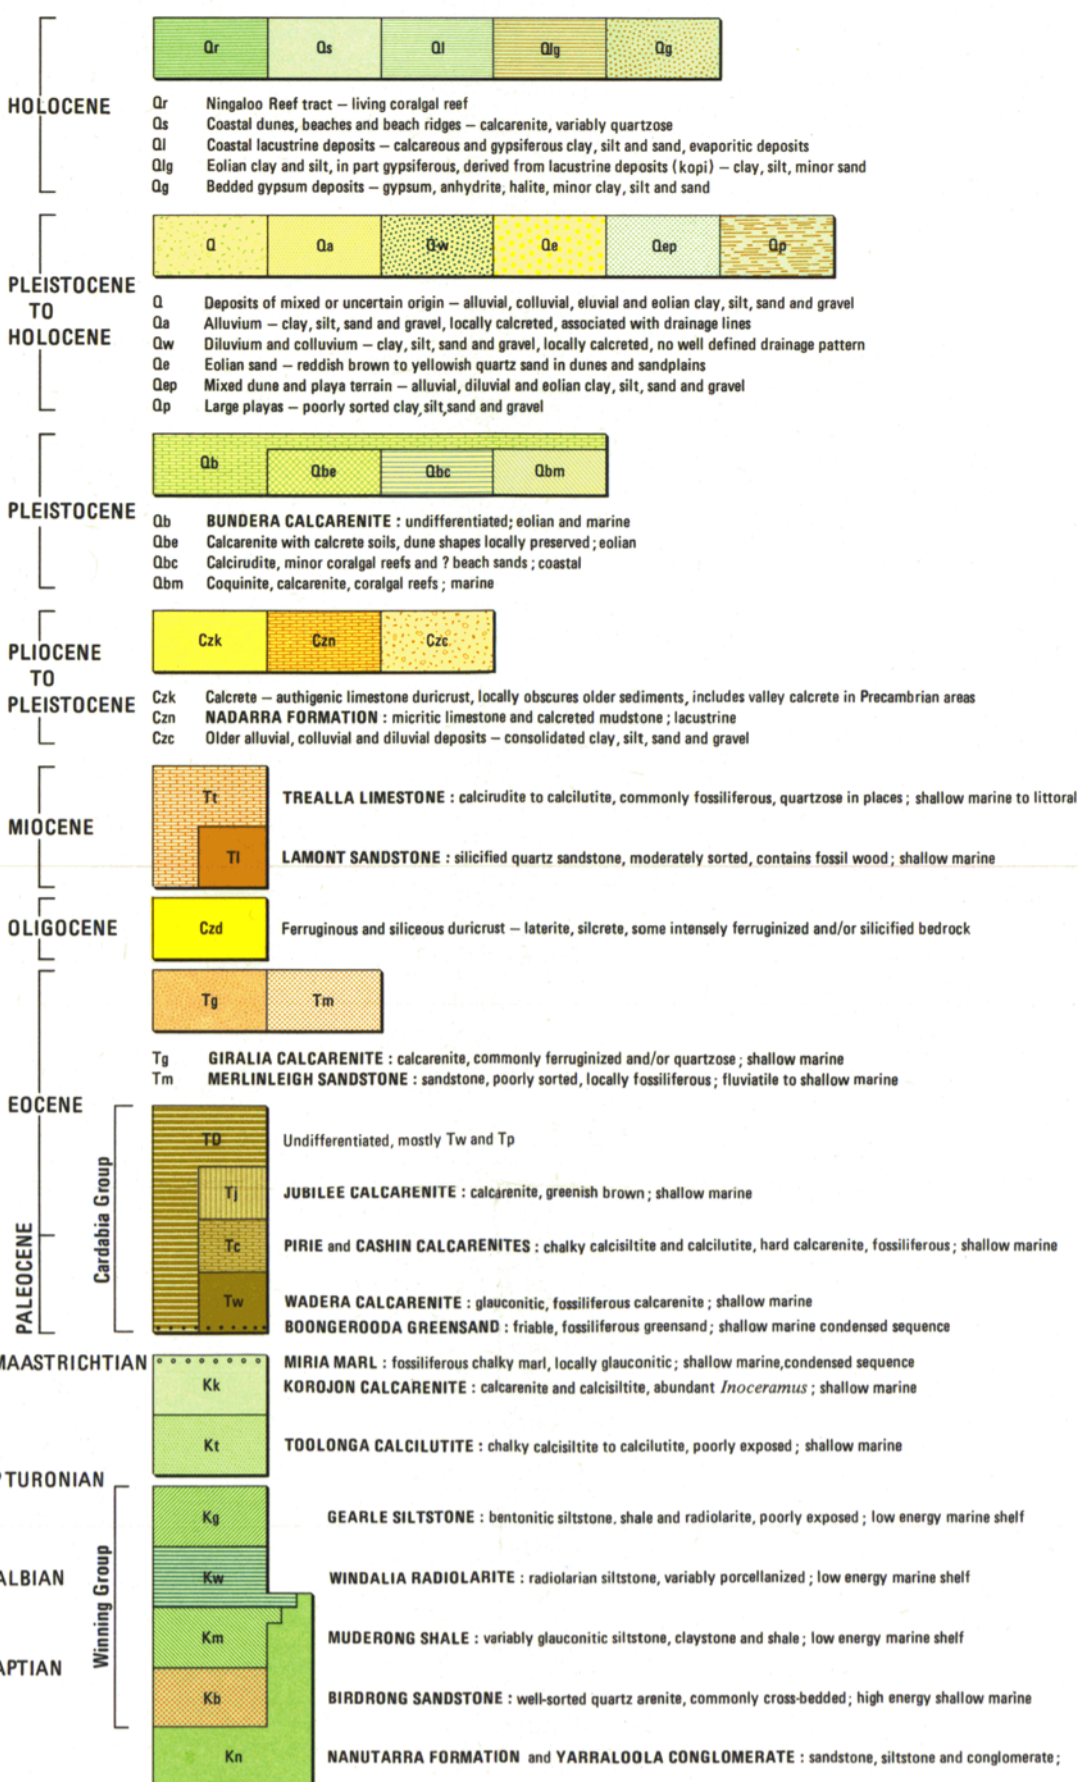 Qr Qs Ql Qlg Qg
HOLOCENE
Qr Ningaloo Reef tract – living coralgal reef
Qs Coastal dunes, beaches and beach ridges – calcarenite, variably quartzose
Ql Coastal lacustrine deposits – calcareous and gypsiferous clay, silt and sand, evaporitic deposits
Qlg Eolian clay and silt, in part gypsiferous, derived from lacustrine deposits (kopi) – clay, silt, minor sand
Qg Bedded gypsum deposits – gypsum, anhydrite, halite, minor clay, silt and sand
Q Qa Qw Qe Qep Qp
PLEISTOCENE
TO
HOLOCENE
Q Deposits of mixed or uncertain origin – alluvial, colluvial, eluvial and eolian clay, silt, sand and gravel
Qa Alluvium – clay, silt, sand and gravel, locally calcreted, associated with drainage lines
Qw Diluvium and colluvium – clay, silt, sand and gravel, locally calcreted, no well defined drainage pattern
Qe Eolian sand – reddish brown to yellowish quartz sand in dunes and sandplains
Qep Mixed dune and playa terrain – alluvial, diluvial and eolian clay, silt, sand and gravel
Qp Large playas – poorly sorted clay, silt, sand and gravel
Qb Qbe Qbc Qbm
PLEISTOCENE
Qb BUNDERA CALCARENITE : undifferentiated; eolian and marine
Qbe Calcarenite with calcrete soils, dune shapes locally preserved ; eolian
Qbc Calcirudite, minor coralgal reefs and ? beach sands ; coastal
Qbm Coquinite, calcarenite, coralgal reefs ; marine
Czk Czn Czc
PLIOCENE
TO
PLEISTOCENE
Czk Calcrete – authigenic limestone duricrust, locally obscures older sediments, includes valley calcrete in Precambrian areas
Czn NADARRA FORMATION : micritic limestone and calcreted mudstone ; lacustrine
Czc Older alluvial, colluvial and diluvial deposits – consolidated clay, silt, sand and gravel
MIOCENE
Tt TREALLA LIMESTONE : calcirudite to calcilutite, commonly fossiliferous, quartzose in places ; shallow marine to littoral
Tl LAMONT SANDSTONE : silicified quartz sandstone, moderately sorted, contains fossil wood ; shallow marine
OLIGOCENE
Czd Ferruginous and siliceous duricrust – laterite, silcrete, some intensely ferruginized and/or silicified bedrock
Tg Tm
Tg GIRALIA CALCARENITE : calcarenite, commonly ferruginized and/or quartzose ; shallow marine
Tm MERLINLEIGH SANDSTONE : sandstone, poorly sorted, locally fossiliferous ; fluviatile to shallow marine
EOCENE
PALEOCENE
Cardabia Group
TD Undifferentiated, mostly Tw and Tp
Tj JUBILEE CALCARENITE : calcarenite, greenish brown ; shallow marine
Tc PIRIE and CASHIN CALCARENITES : chalky calcisiltite and calcilutite, hard calcarenite, fossiliferous ; shallow marine
Tw WADERA CALCARENITE : glauconitic, fossiliferous calcarenite ; shallow marine
BOONGEROODA GREENSAND : friable, fossiliferous greensand ; shallow marine condensed sequence
MAASTRICHTIAN
MIRIA MARL : fossiliferous chalky marl, locally glauconitic ; shallow marine, condensed sequence
Kk KOROJON CALCARENITE : calcarenite and calcisiltite, abundant Inoceramus ; shallow marine
Kt TOOLONGA CALCILUTITE : chalky calcisiltite to calcilutite, poorly exposed ; shallow marine
TURONIAN
Winning Group
Kg GEARLE SILTSTONE : bentonitic siltstone. shale and radiolarite, poorly exposed ; low energy marine shelf
ALBIAN
Kw WINDALIA RADIOLARITE : radiolarian siltstone, variably porcellanized ; low energy marine shelf
Km MUDERONG SHALE : variably glauconitic siltstone, claystone and shale ; low energy marine shelf
APTIAN
Kb BIRDRONG SANDSTONE : well-sorted quartz arenite, commonly cross-bedded ; high energy shallow marine
Kn NANUTARRA FORMATION and YARRALOOLA CONGLOMERATE : sandstone, siltstone and conglomerate ;